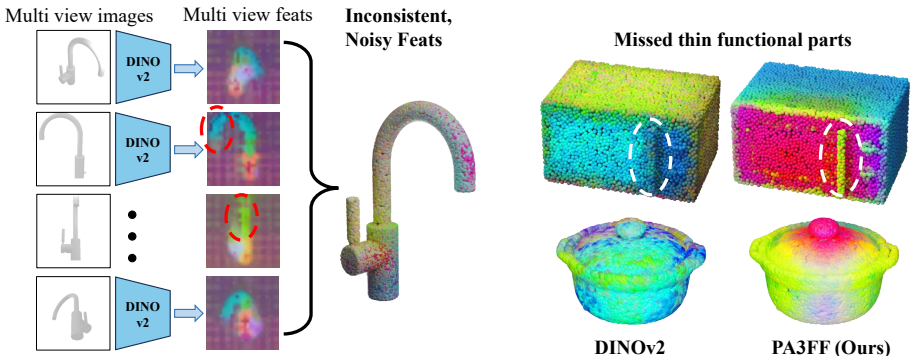 Multi view images
Multi view feats
Inconsistent,
Noisy Feats
Missed thin functional parts
DINO
v2
DINO
v2
DINO
v2
DINOv2
PA3FF (Ours)